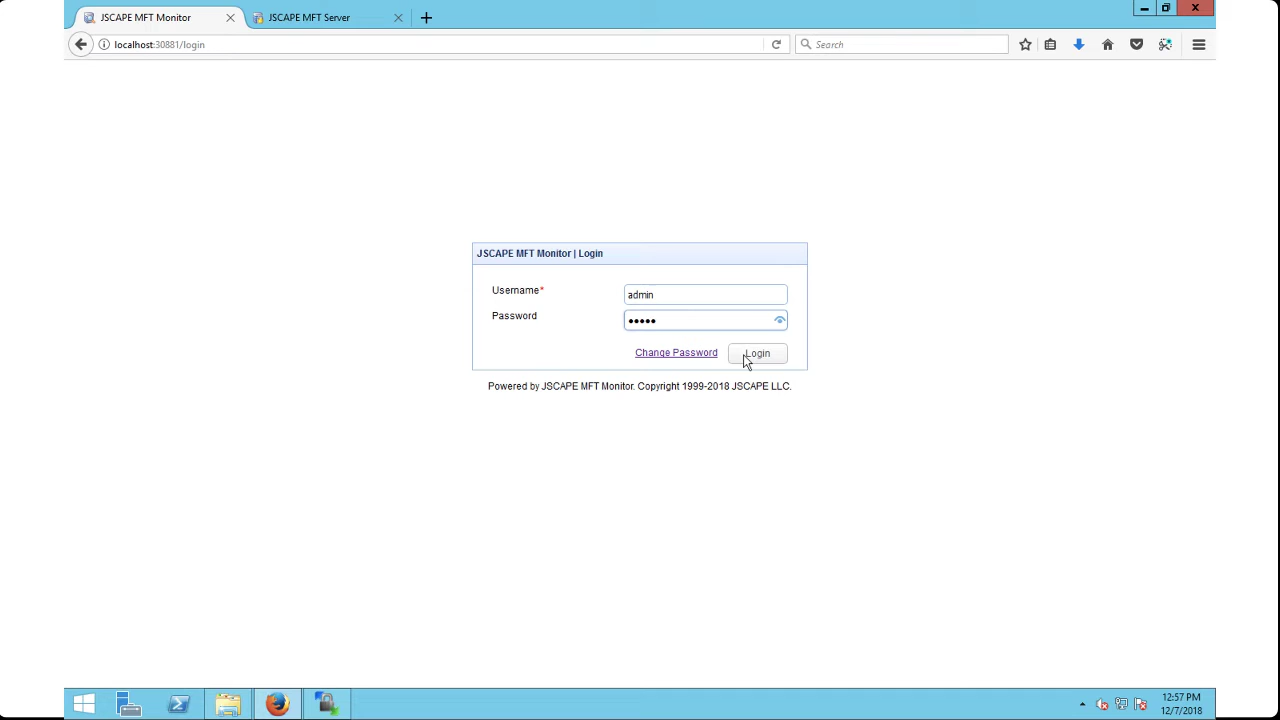 JSCAPE MFT Monitor
JSCAPE MFT Server
localhost:30881/login
Search
JSCAPE MFT Monitor | Login
Username*
admin
Password
•••••
Change Password
Login
Powered by JSCAPE MFT Monitor. Copyright 1999-2018 JSCAPE LLC.
12:57 PM
12/7/2018